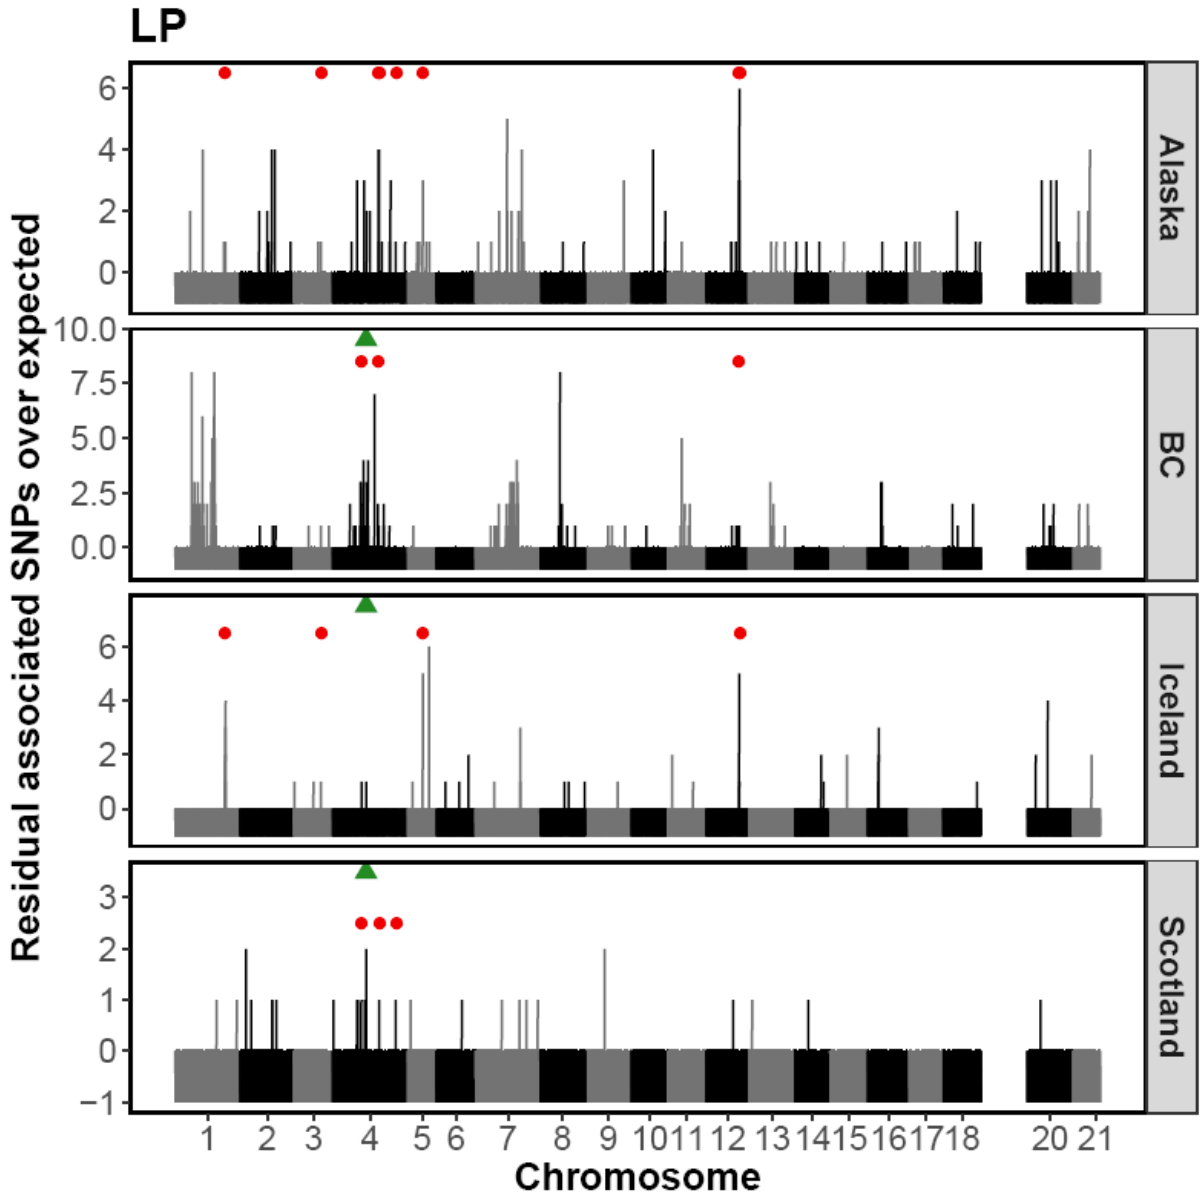 LP
Residual associated SNPs over expected
6
4
2
0
Alaska
10.0
7.5
5.0
2.5
0.0
BC
6
4
2
0
Iceland
3
2
1
0
−1
Scotland
1 2 3 4 5 6 7 8 9 10 11 12 13 14 15 16 17 18 20 21
Chromosome